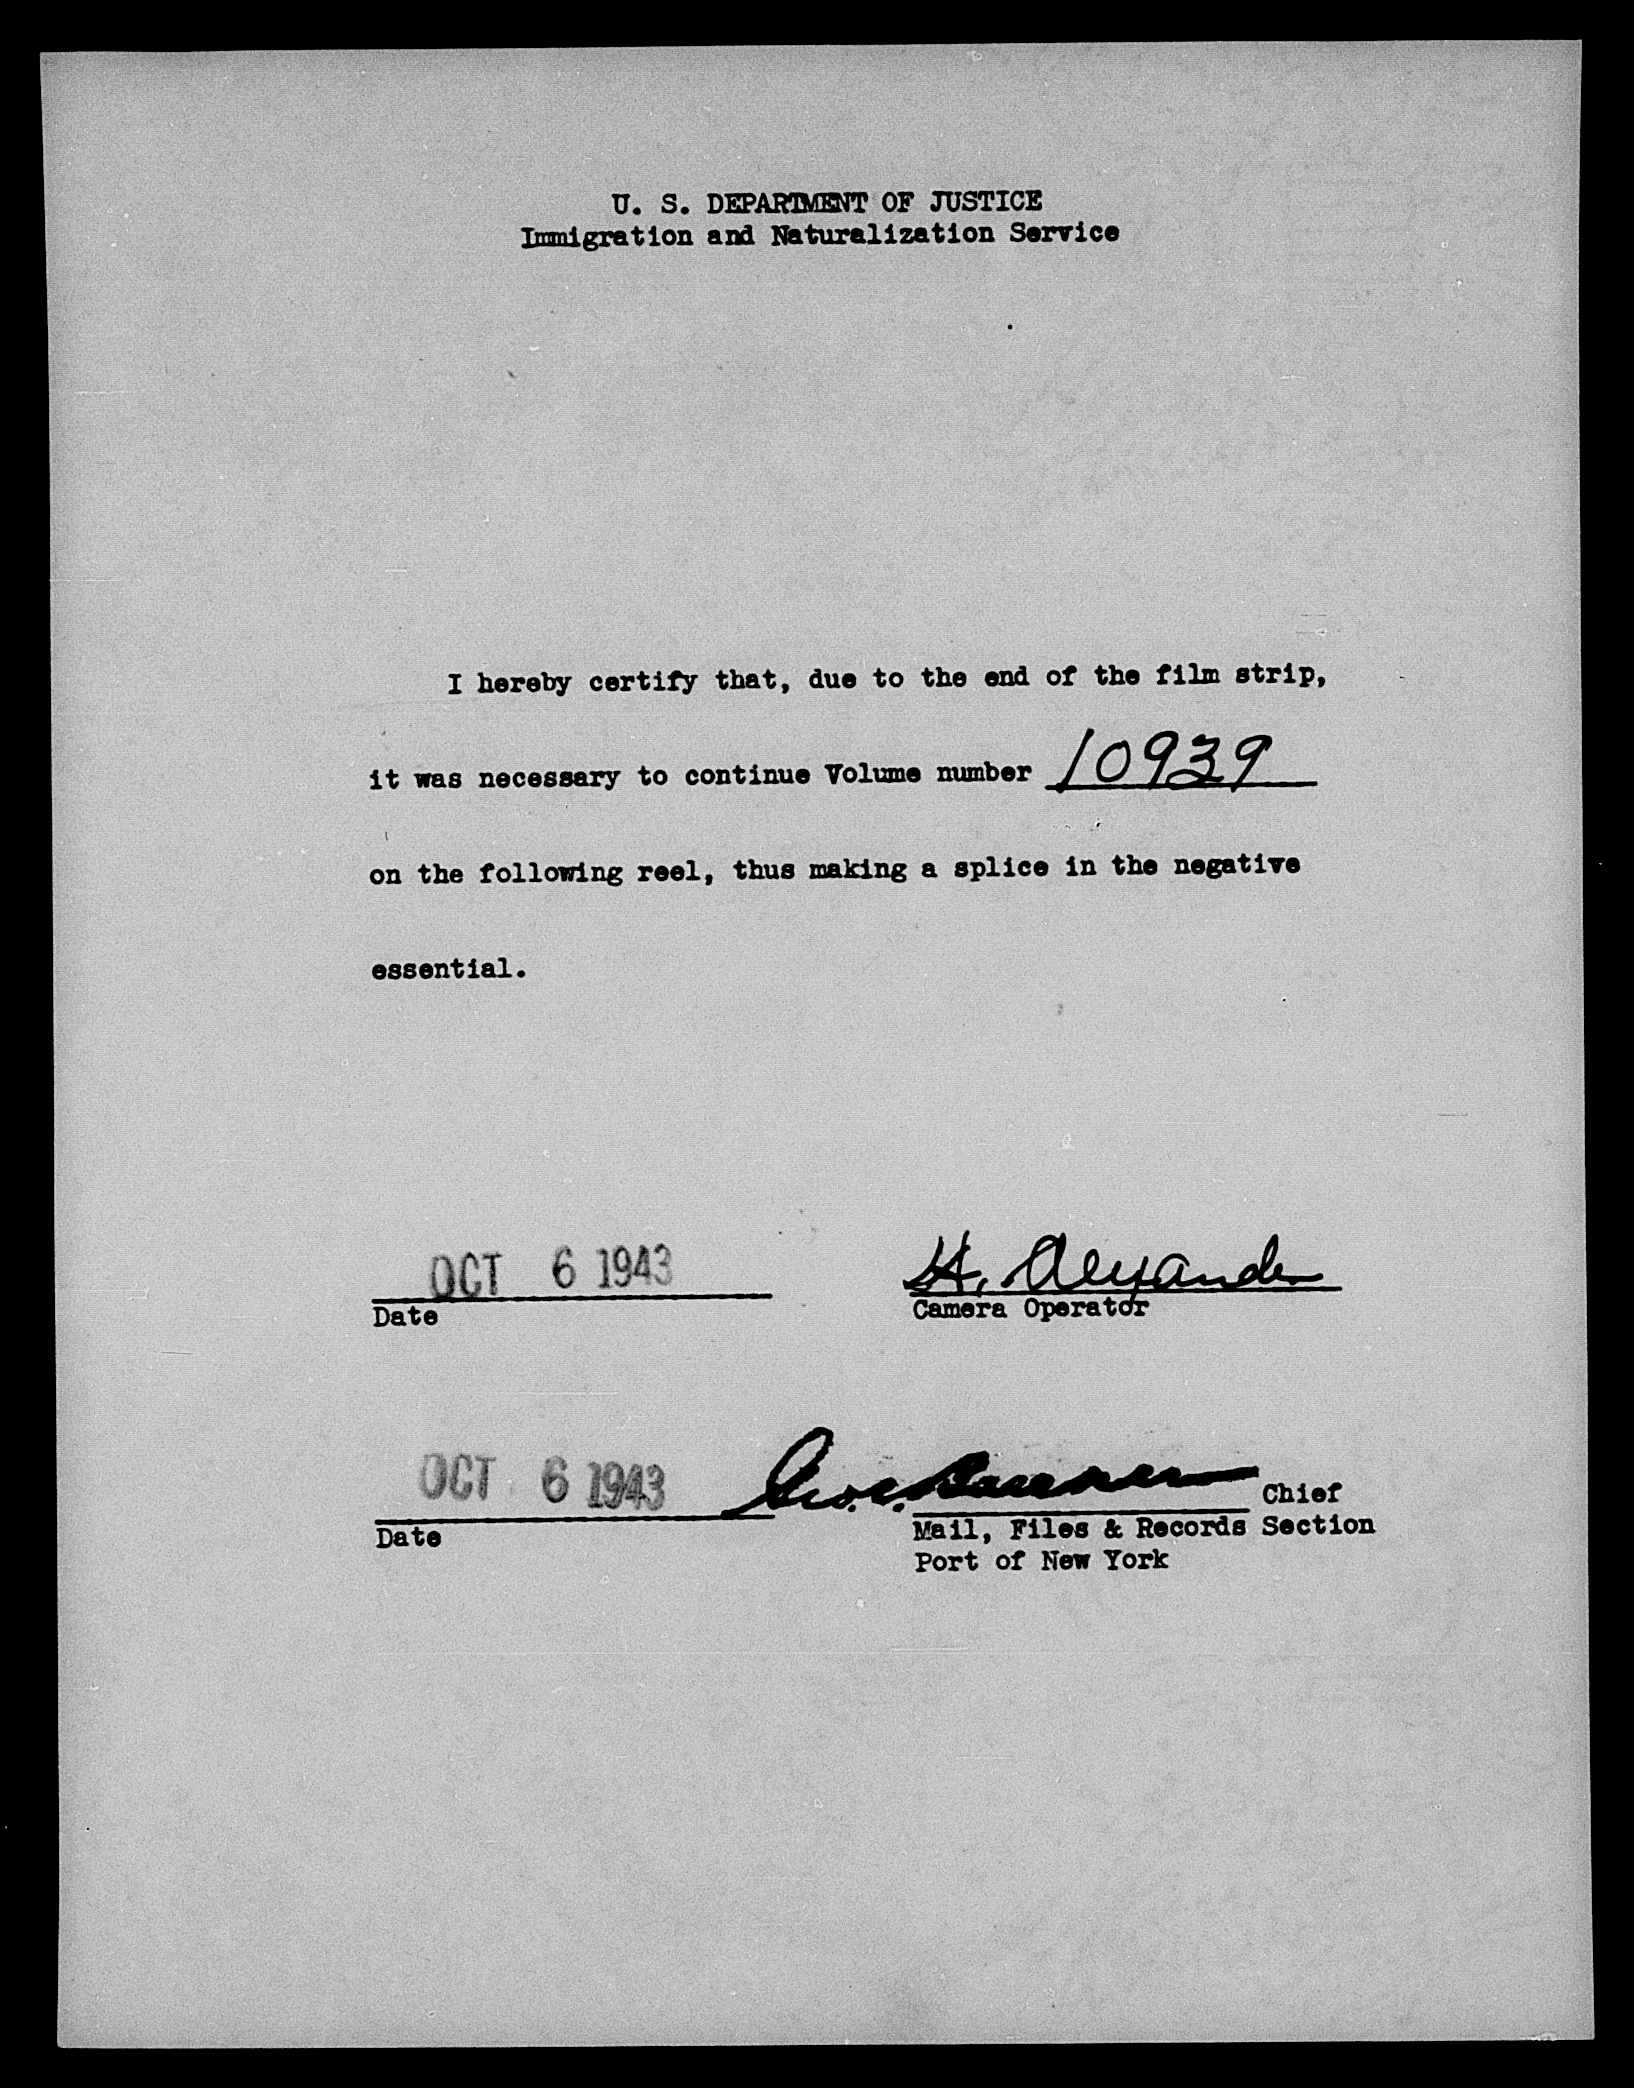 U. S. DEPARTMENT OF JUSTICE
Immigration and Naturalization Service
I hereby certify that, due to the end of the film strip,
it was necessary to continue Volume number 10939
on the following reel, thus making a splice in the negative
essential.
OCT 6 1943
H. Alexander
Date
Camera Operator
OCT 6 1943
Geo. C.
Chief
Date
Mail, Files & Records Section
Port of New York